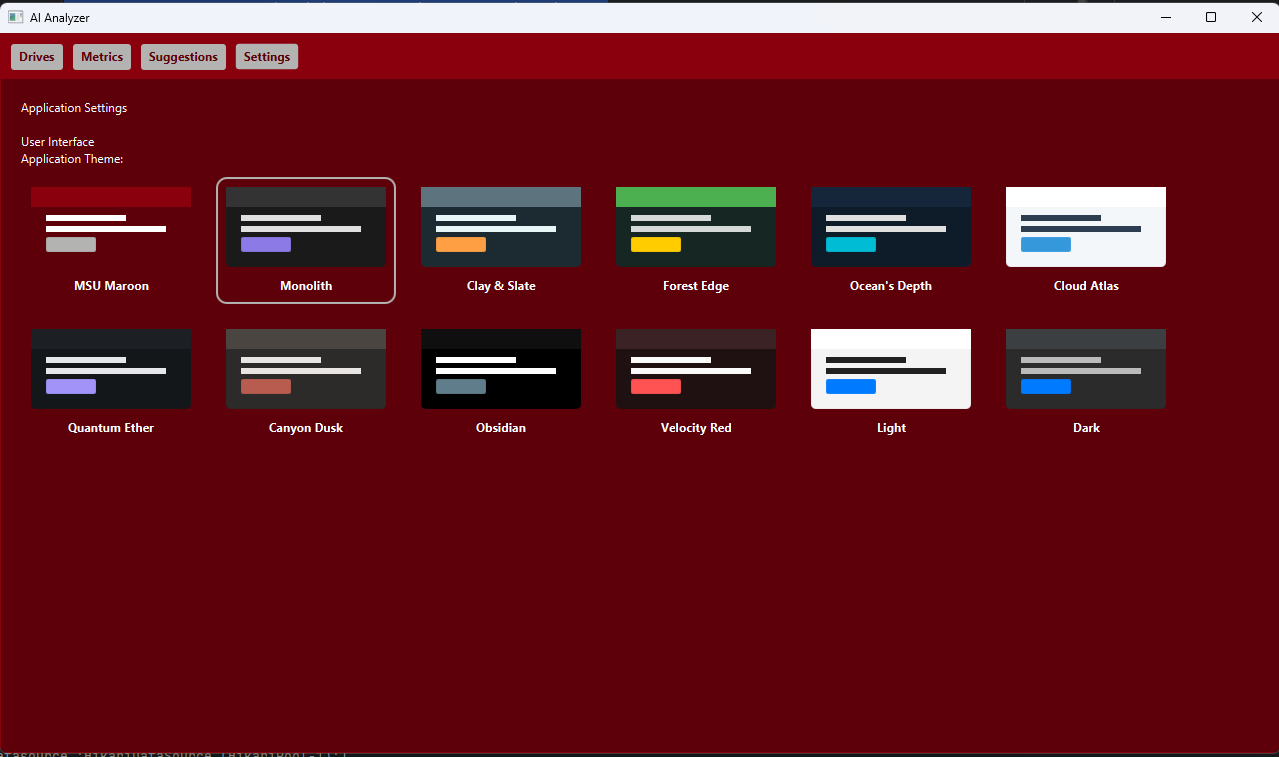 AI Analyzer
Drives Metrics Suggestions Settings
Application Settings
User Interface
Application Theme:
MSU Maroon Monolith Clay & Slate Forest Edge Ocean's Depth Cloud Atlas
Quantum Ether Canyon Dusk Obsidian Velocity Red Light Dark